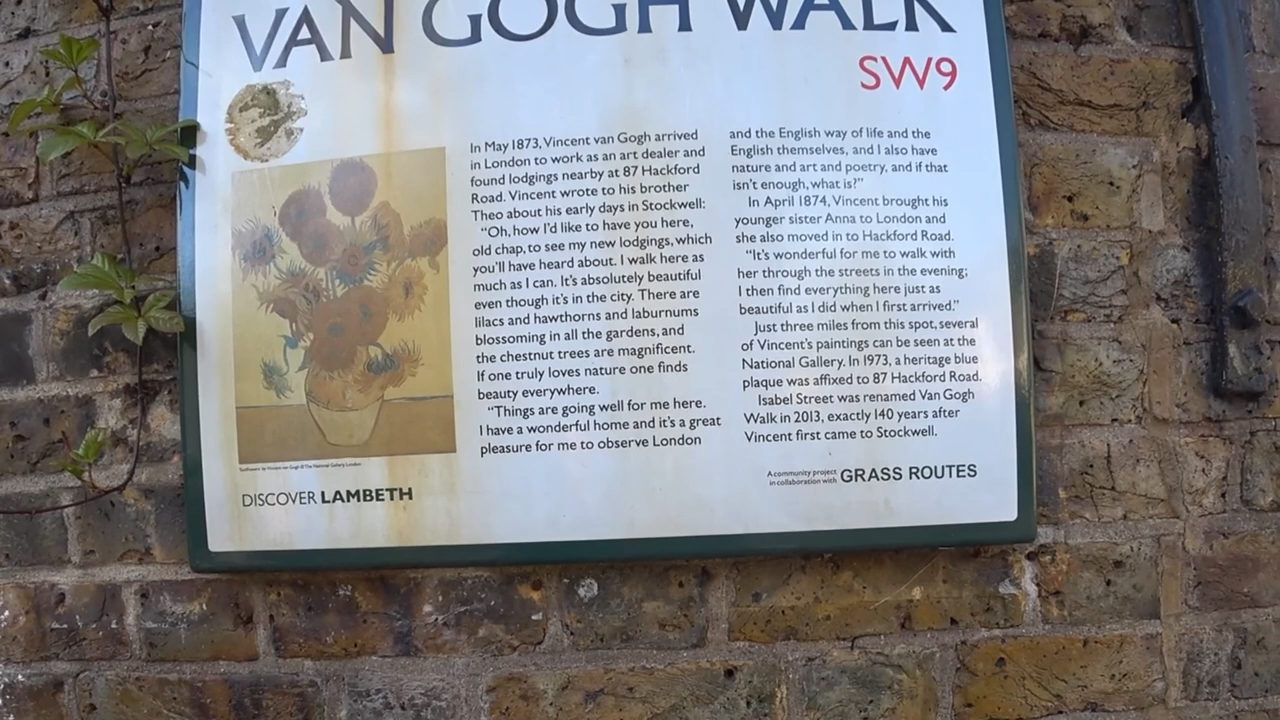 VAN GOGH WALK
SW9
In May 1873, Vincent van Gogh arrived
in London to work as an art dealer and
found lodgings nearby at 87 Hackford
Road. Vincent wrote to his brother
Theo about his early days in Stockwell:
“Oh, how I’d like to have you here,
old chap, to see my new lodgings, which
you’ll have heard about. I walk here as
much as I can. It’s absolutely beautiful
even though it’s in the city. There are
lilacs and hawthorns and laburnums
blossoming in all the gardens, and
the chestnut trees are magnificent.
If one truly loves nature one finds
beauty everywhere.
“Things are going well for me here.
I have a wonderful home and it’s a great
pleasure for me to observe London
and the English way of life and the
English themselves, and I also have
nature and art and poetry, and if that
isn’t enough, what is?”
In April 1874, Vincent brought his
younger sister Anna to London and
she also moved in to Hackford Road.
“It’s wonderful for me to walk with
her through the streets in the evening;
I then find everything here just as
beautiful as I did when I first arrived.”
Just three miles from this spot, several
of Vincent’s paintings can be seen at the
National Gallery. In 1973, a heritage blue
plaque was affixed to 87 Hackford Road.
Isabel Street was renamed Van Gogh
Walk in 2013, exactly 140 years after
Vincent first came to Stockwell.
Sunflowers by Vincent van Gogh © The National Gallery London
DISCOVER LAMBETH
A community project
in collaboration with GRASS ROUTES